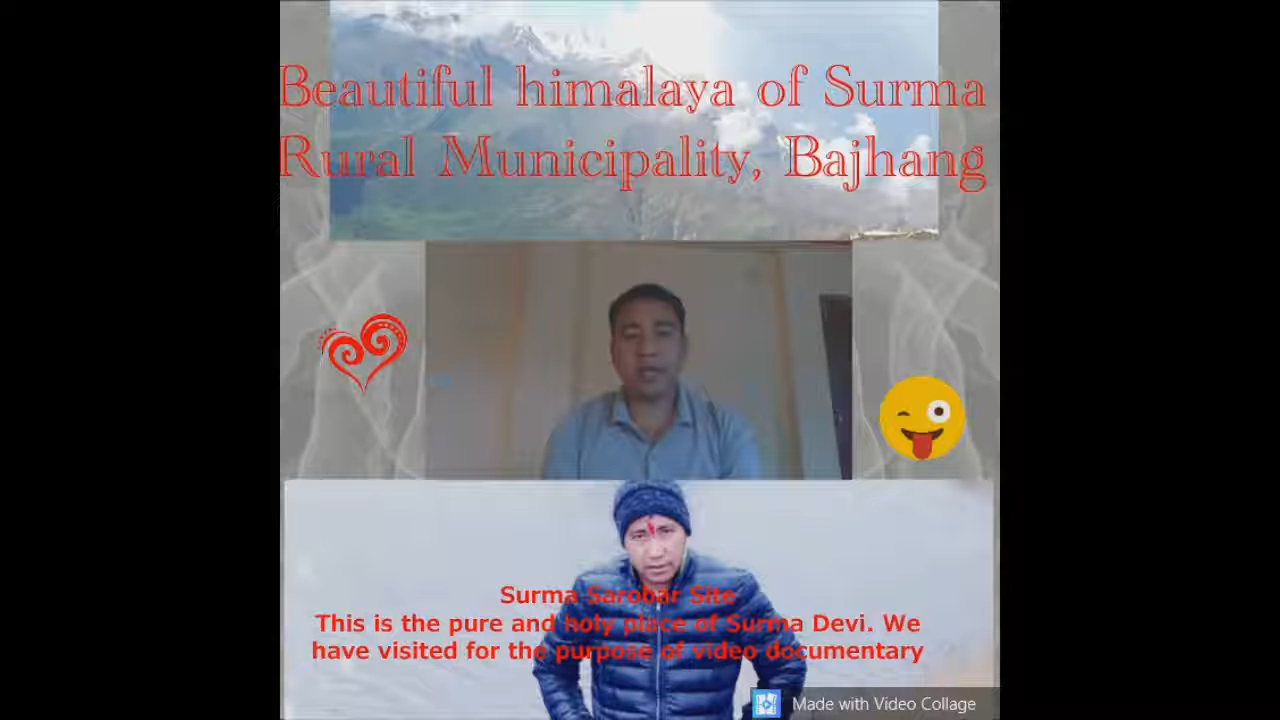 Beautiful himalaya of Surma
Rural Municipality, Bajhang
Surma Sarobar Site
This is the pure and holy place of Surma Devi. We
have visited for the purpose of video documentary
Made with Video Collage